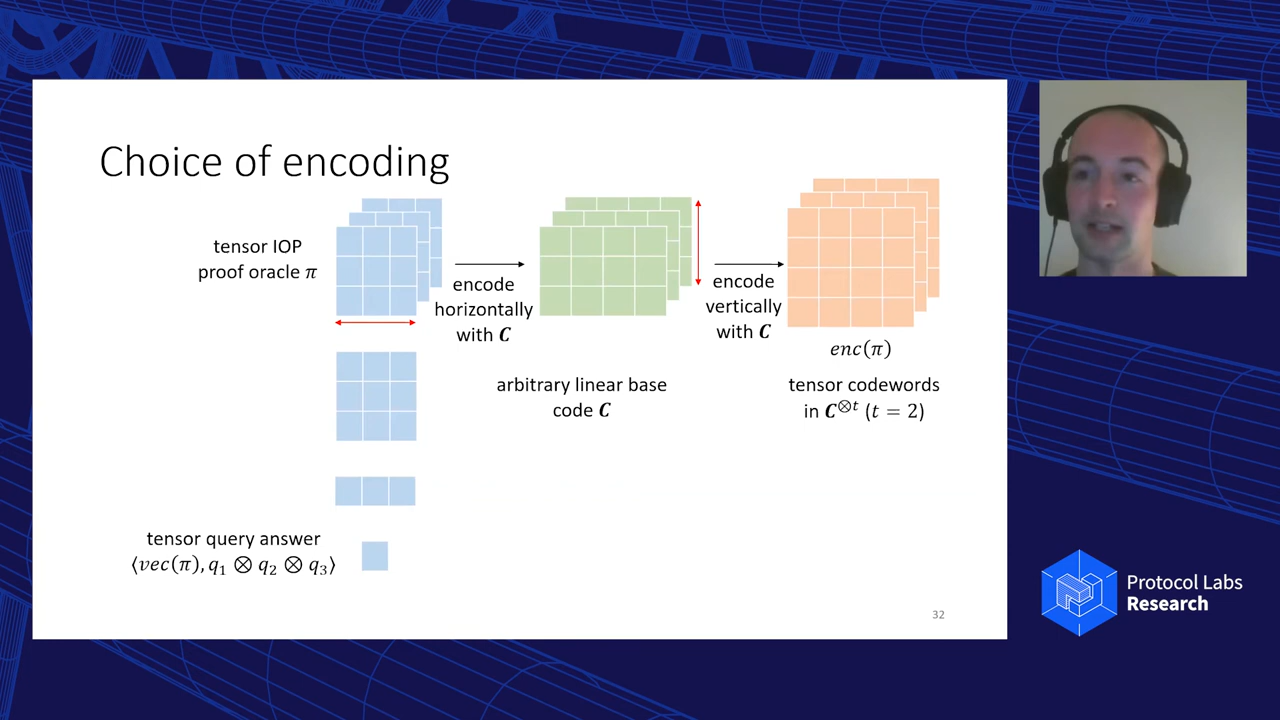 Choice of encoding
tensor IOP
proof oracle π
encode
horizontally
with C
encode
vertically
with C
enc(π)
arbitrary linear base
code C
tensor codewords
in C^{⊗t} (t = 2)
tensor query answer
⟨vec(π), q₁ ⊗ q₂ ⊗ q₃⟩
32
Protocol Labs
Research